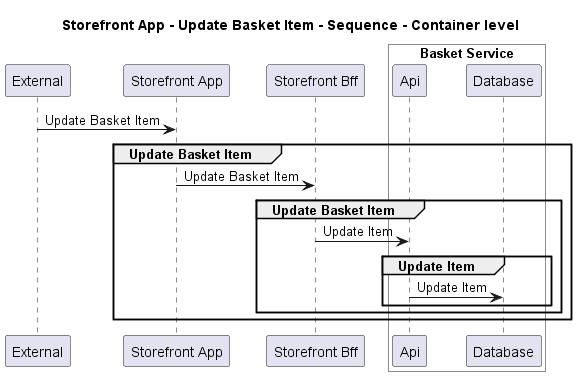 Storefront App - Update Basket Item - Sequence - Container level
Basket Service
External Storefront App Storefront Bff Api Database
Update Basket Item
Update Basket Item
Update Basket Item
Update Basket Item
Update Item
Update Item
Update Item
External Storefront App Storefront Bff Api Database